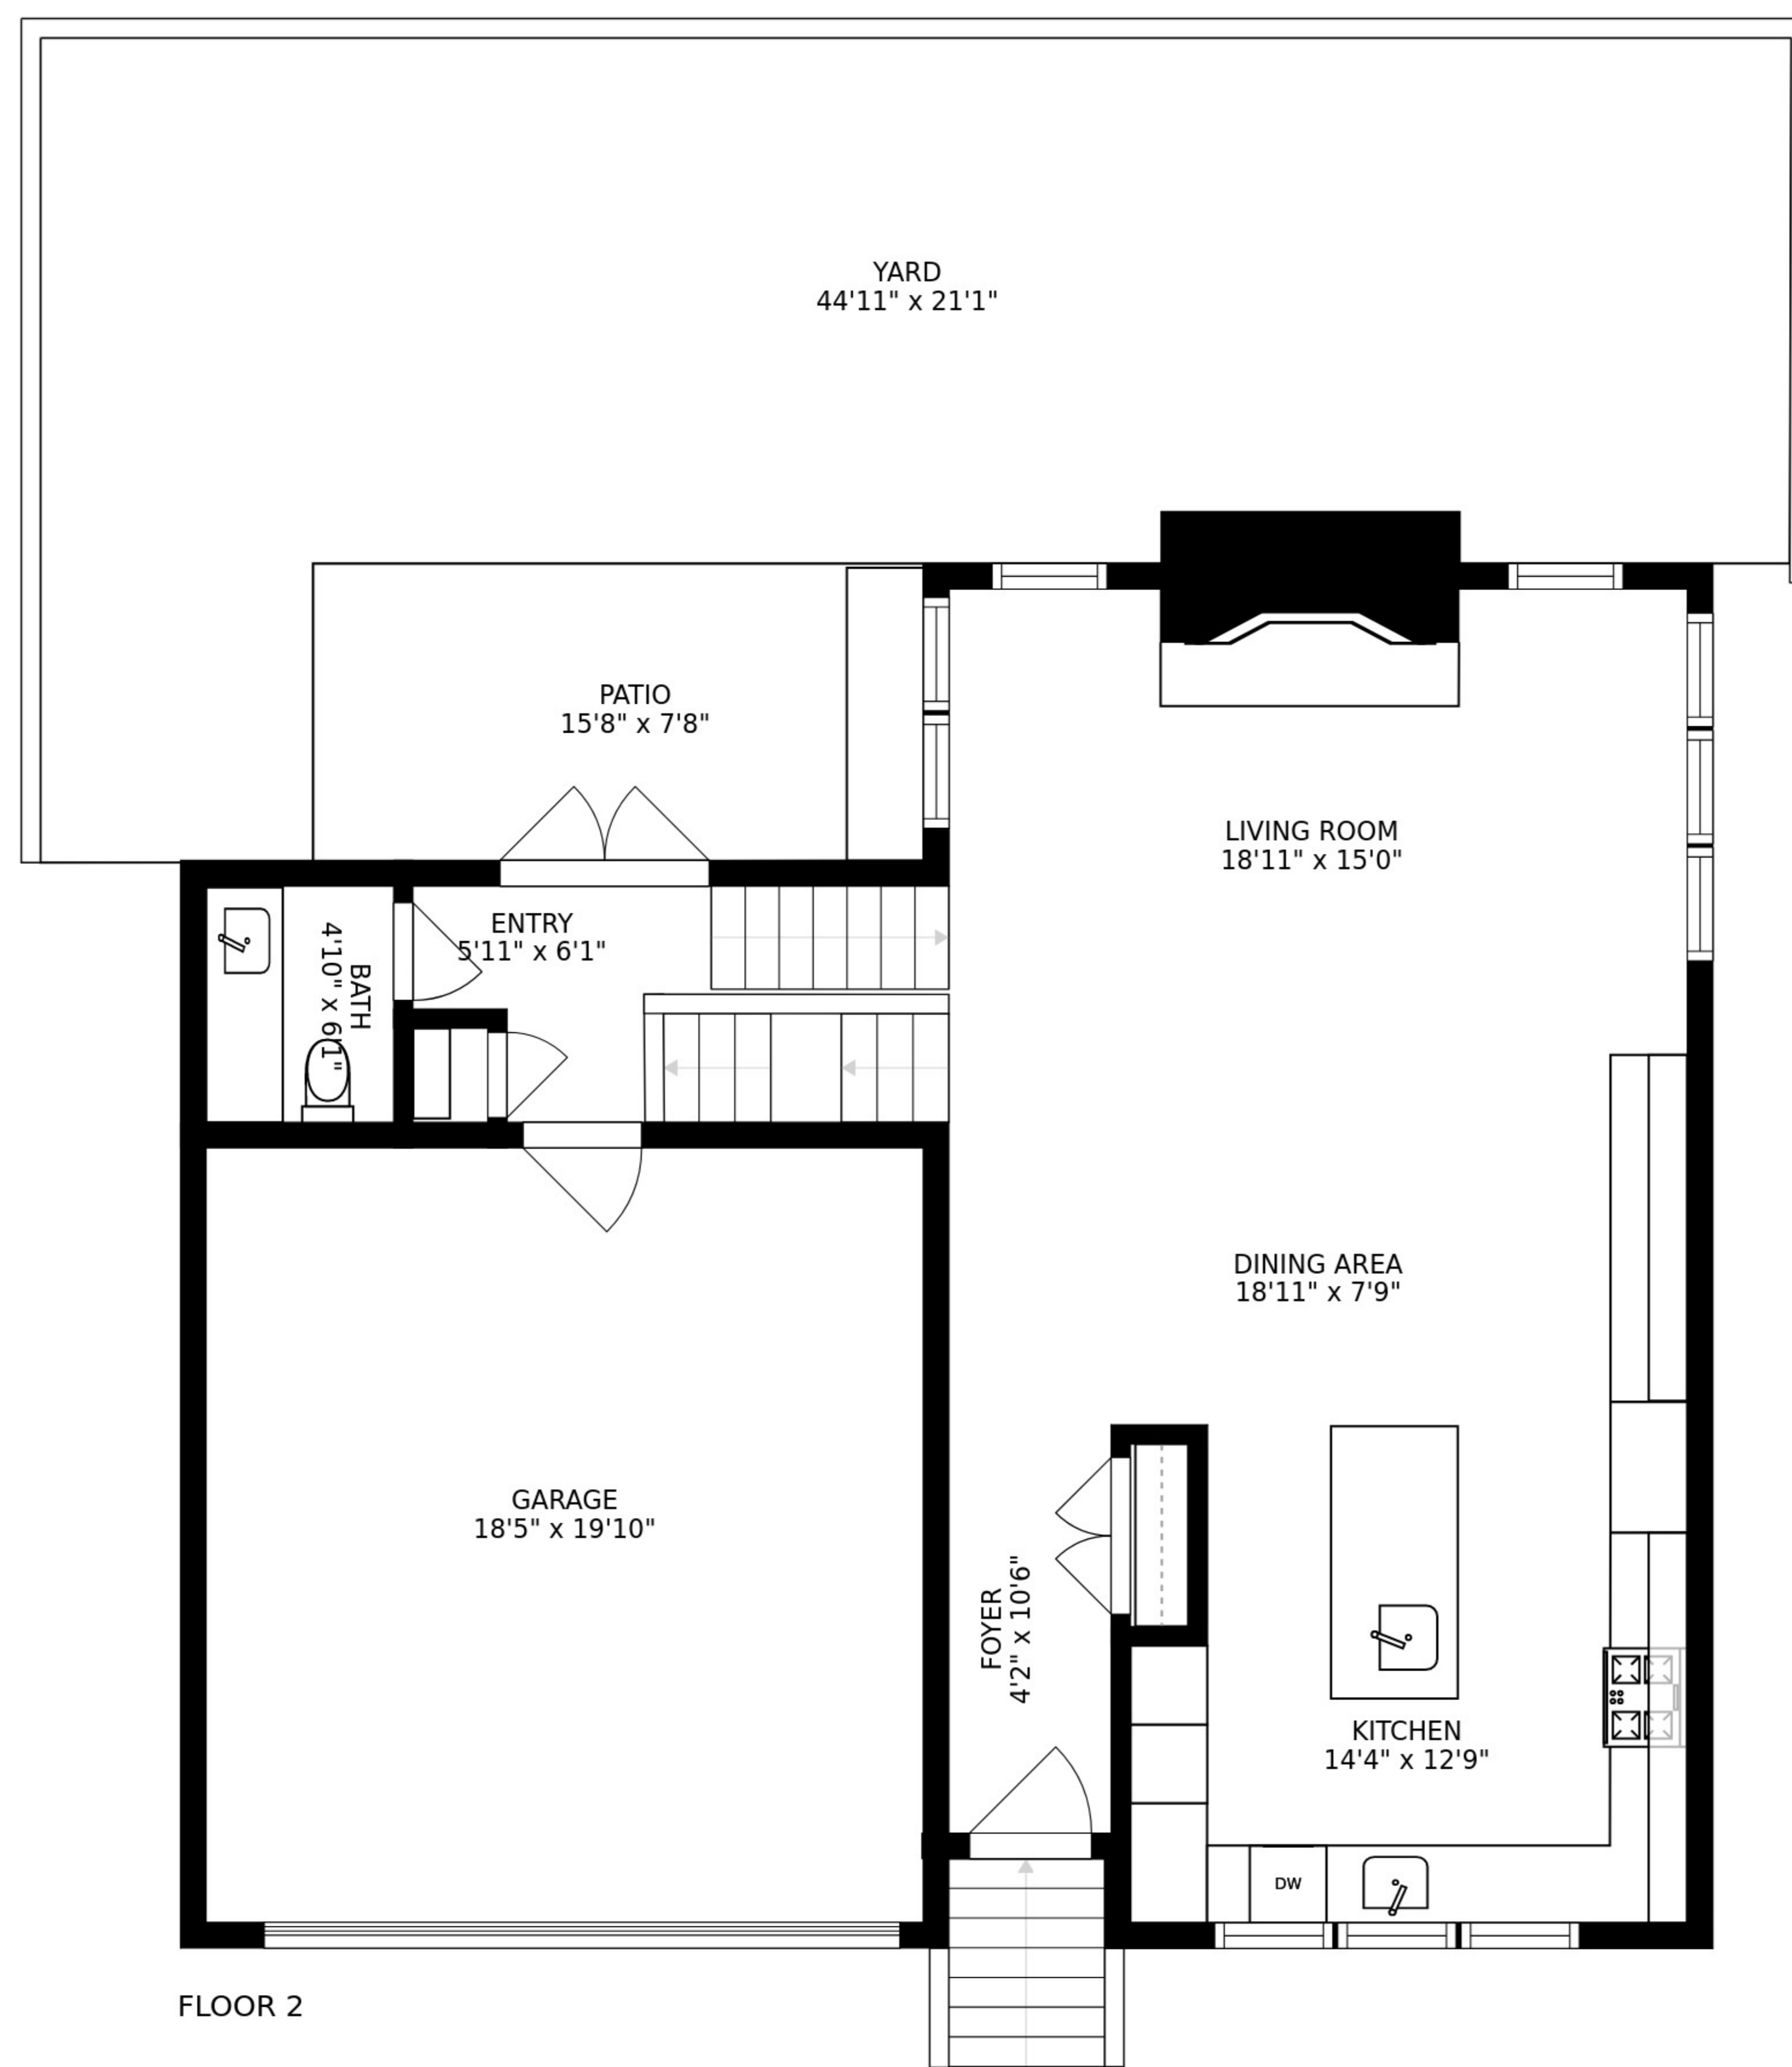 YARD
44'11" x 21'1"
PATIO
15'8" x 7'8"
LIVING ROOM
18'11" x 15'0"
ENTRY
5'11" x 6'1"
BATH
4'10" x 6'1"
DINING AREA
18'11" x 7'9"
GARAGE
18'5" x 19'10"
FOYER
4'2" x 10'6"
KITCHEN
14'4" x 12'9"
DW
FLOOR 2